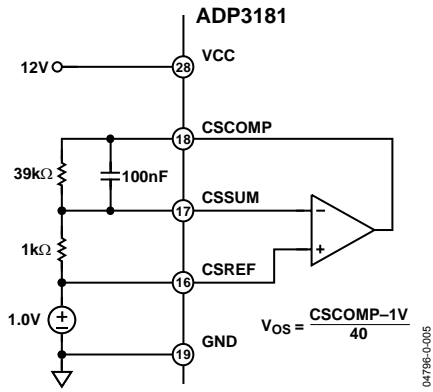 ADP3181
VCC
12V
28
CSCOMP
18
39kΩ
100nF
CSSUM
17
–
1kΩ
CSREF
+
16
1.0V
+
–
VOS = CSCOMP–1V
40
GND
19
04796-0-005